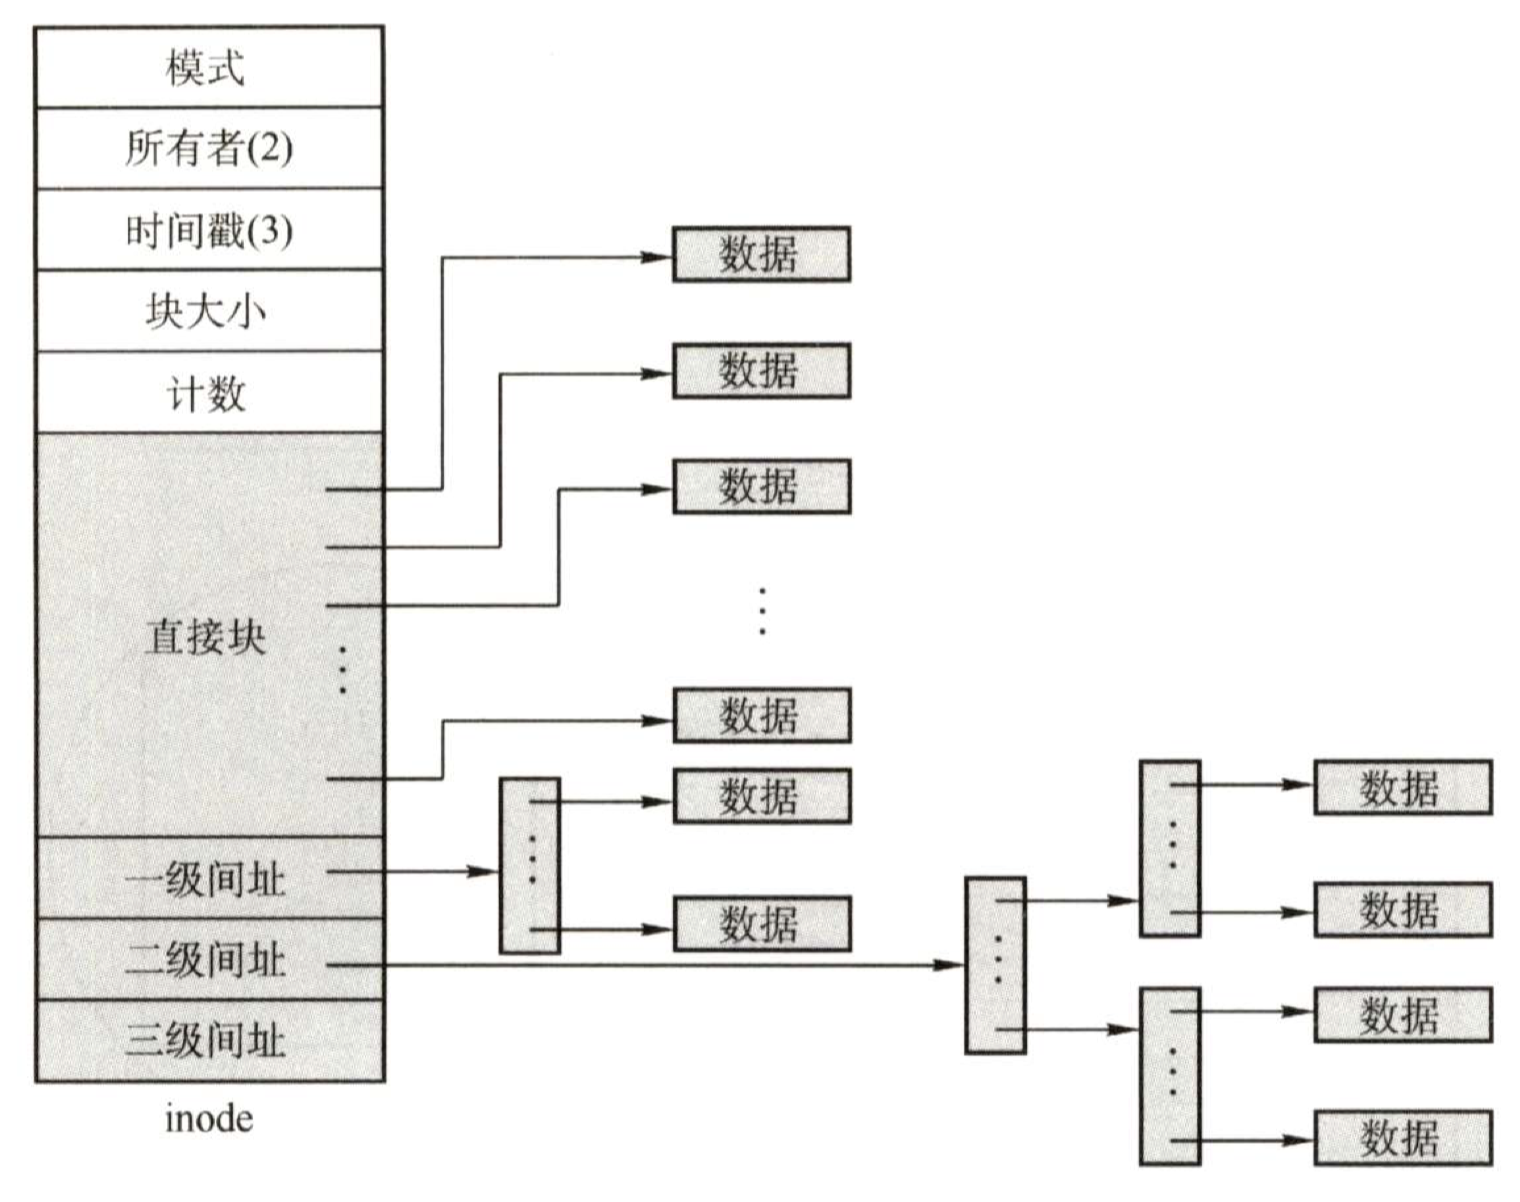 模式
所有者(2)
时间戳(3)
块大小
计数
直接块
一级间址
二级间址
三级间址
inode
数据
数据
数据
数据
数据
数据
数据
数据
数据
数据